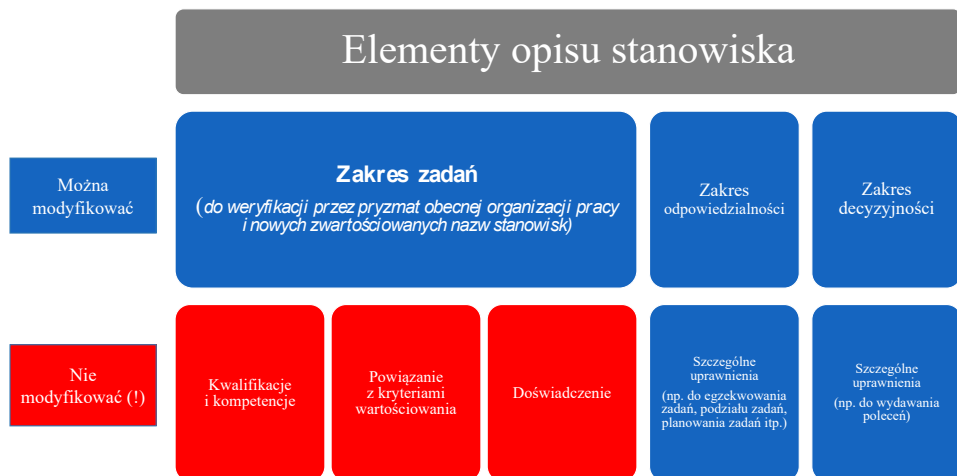 Elementy opisu stanowiska
Można
modyfikować
Zakres zadań
(do weryfikacji przez pryzmat obecnej organizacji pracy
i nowych zwartościowanych nazw stanowisk)
Zakres
odpowiedzialności
Zakres
decyzyjności
Nie
modyfikować (!)
Kwalifikacje
i kompetencje
Powiązanie
z kryteriami
wartościowania
Doświadczenie
Szczególne
uprawnienia
(np. do egzekwowania
zadań, podziału zadań,
planowania zadań itp.)
Szczególne
uprawnienia
(np. do wydawania
poleceń)